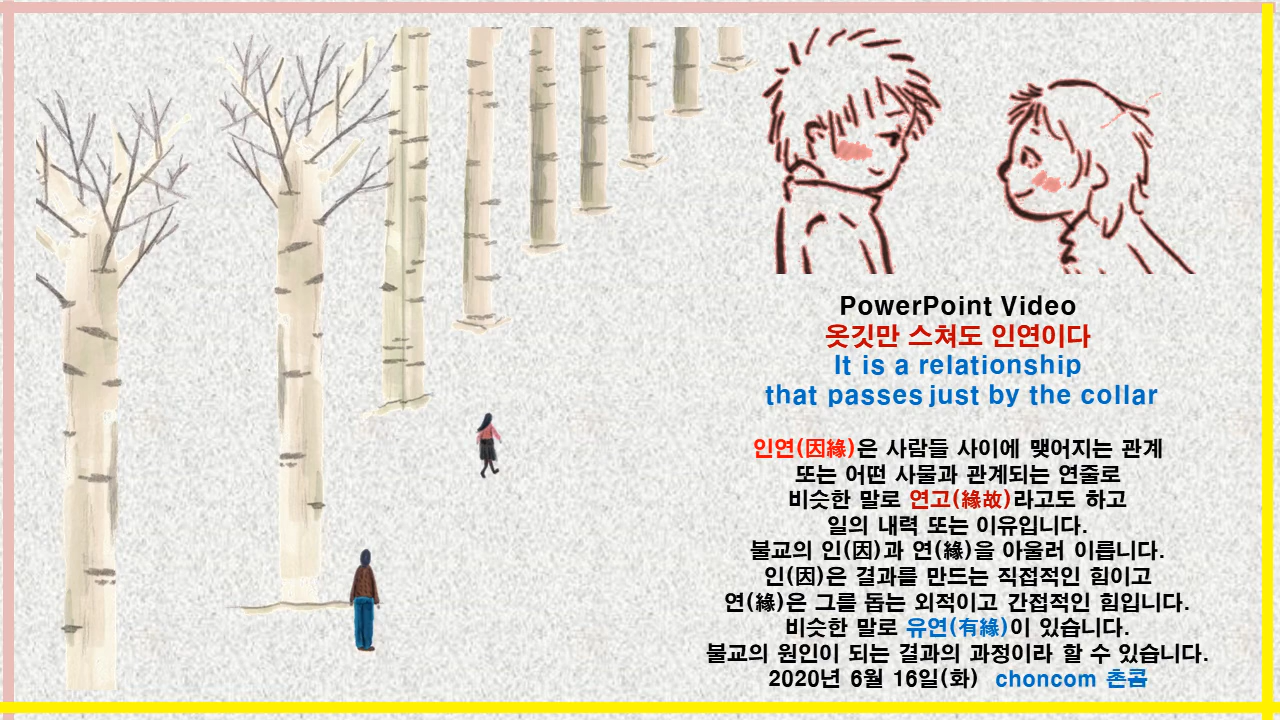 PowerPoint Video
옷깃만 스쳐도 인연이다
It is a relationship
that passes just by the collar
인연(因緣)은 사람들 사이에 맺어지는 관계
또는 어떤 사물과 관계되는 연줄로
비슷한 말로 연고(緣故)라고도 하고
일의 내력 또는 이유입니다.
불교의 인(因)과 연(緣)을 아울러 이릅니다.
인(因)은 결과를 만드는 직접적인 힘이고
연(緣)은 그를 돕는 외적이고 간접적인 힘입니다.
비슷한 말로 유연(有緣)이 있습니다.
불교의 원인이 되는 결과의 과정이라 할 수 있습니다.
2020년 6월 16일(화) choncom 촌콤